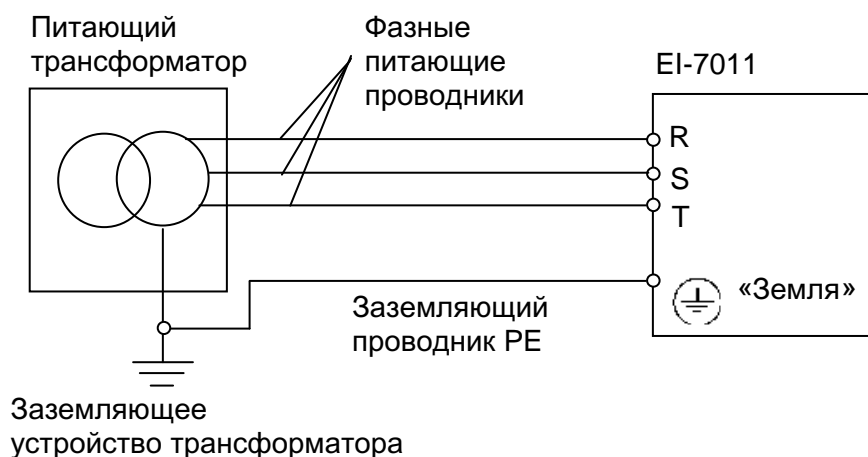 Питающий
трансформатор
Фазные
питающие
проводники
EI-7011
R
S
T
«Земля»
Заземляющий
проводник PE
Заземляющее
устройство трансформатора